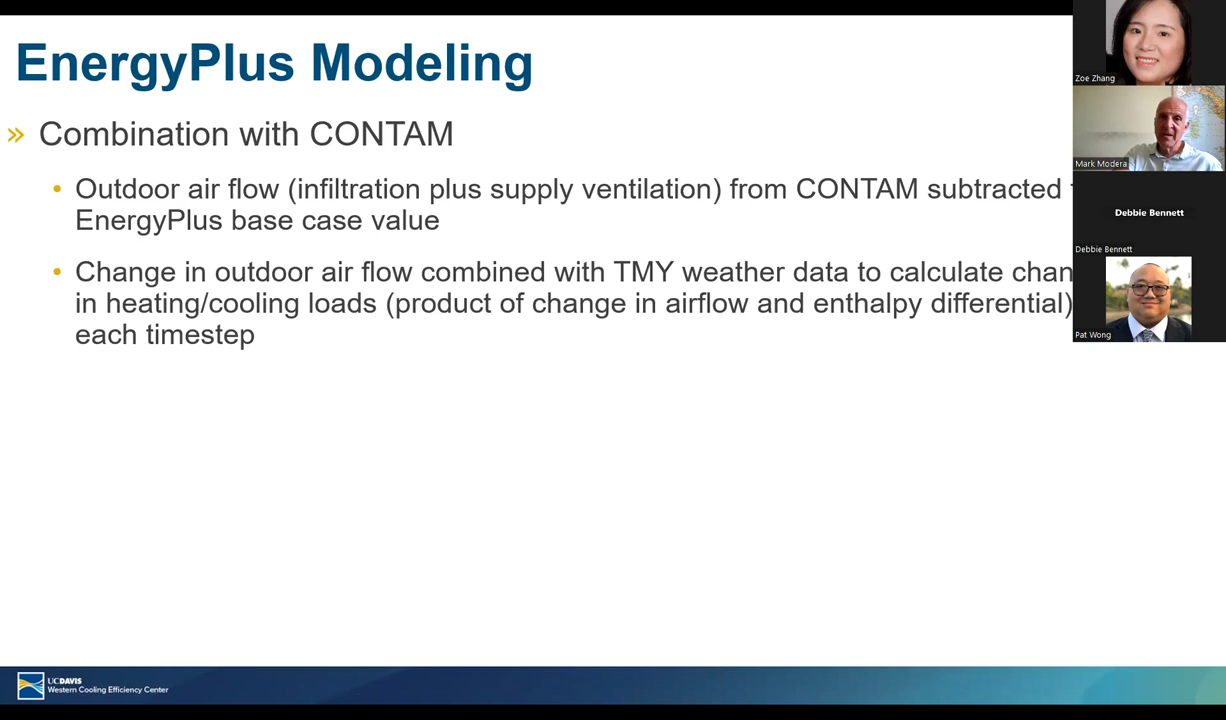 EnergyPlus Modeling
» Combination with CONTAM
• Outdoor air flow (infiltration plus supply ventilation) from CONTAM subtracted
EnergyPlus base case value
• Change in outdoor air flow combined with TMY weather data to calculate chan
in heating/cooling loads (product of change in airflow and enthalpy differential)
each timestep
Zoe Zhang
Mark Modera
Debbie Bennett
Debbie Bennett
Pat Wong
UCDAVIS
Western Cooling Efficiency Center